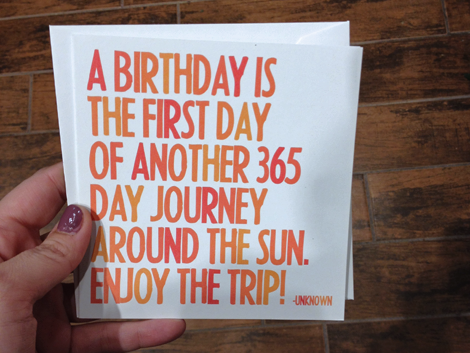 A BIRTHDAY IS
THE FIRST DAY
OF ANOTHER 365
DAY JOURNEY
AROUND THE SUN.
ENJOY THE TRIP!
-UNKNOWN